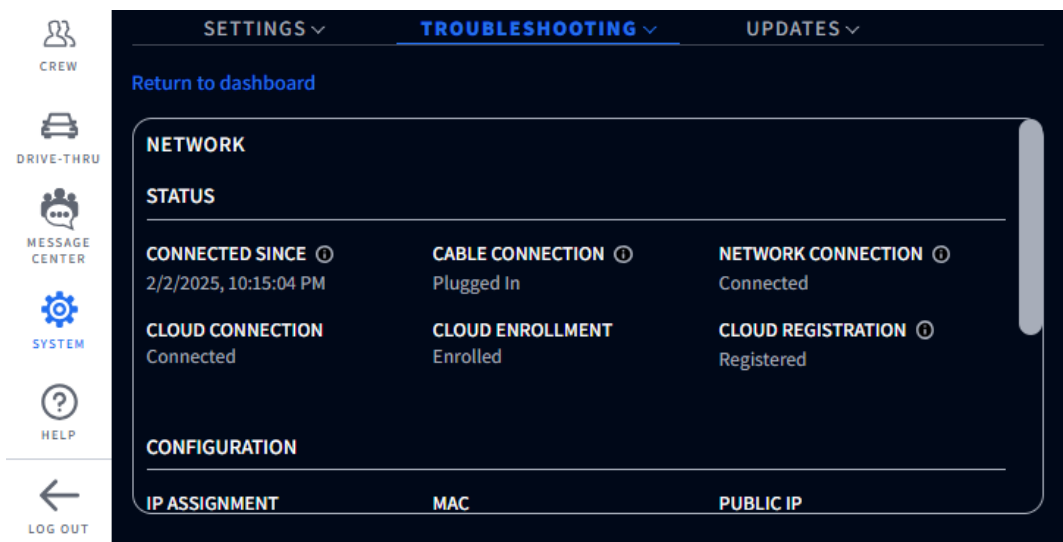 CREW
DRIVE-THRU
MESSAGE
CENTER
SYSTEM
HELP
LOG OUT
SETTINGS TROUBLESHOOTING UPDATES
Return to dashboard
NETWORK
STATUS
CONNECTED SINCE CABLE CONNECTION NETWORK CONNECTION
2/2/2025, 10:15:04 PM Plugged In Connected
CLOUD CONNECTION CLOUD ENROLLMENT CLOUD REGISTRATION
Connected Enrolled Registered
CONFIGURATION
IP ASSIGNMENT MAC PUBLIC IP